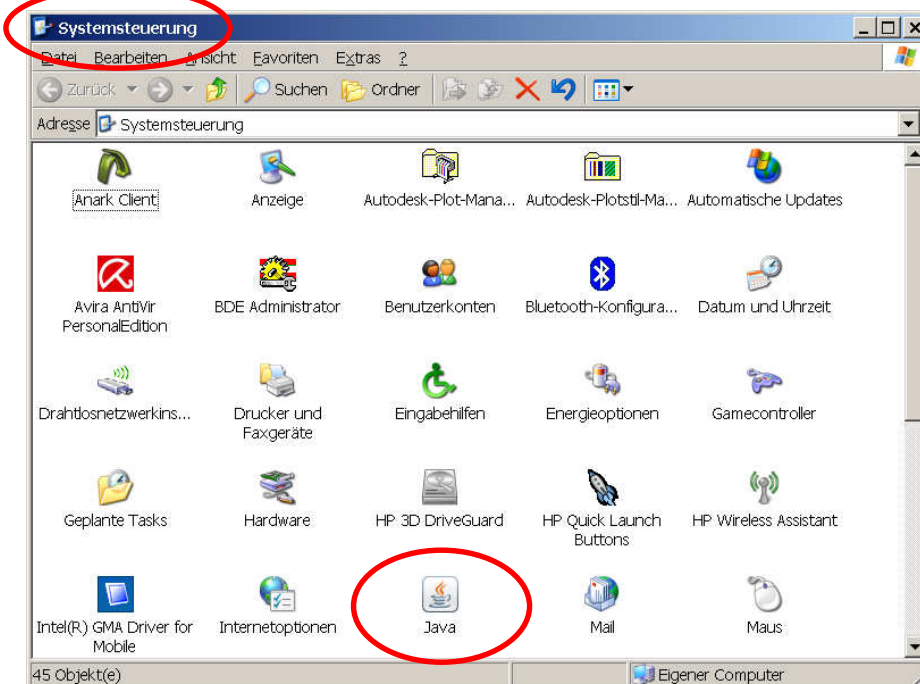 Systemsteuerung
Datei Bearbeiten Ansicht Favoriten Extras ?
Zurück Suchen Ordner
Adresse Systemsteuerung
Anark Client Anzeige Autodesk-Plot-Mana... Autodesk-Plotstil-Ma... Automatische Updates
Avira AntiVir BDE Administrator Benutzerkonten Bluetooth-Konfigura... Datum und Uhrzeit
PersonalEdition
Drahtlosnetzwerkins... Drucker und Eingabehilfen Energieoptionen Gamecontroller
Faxgeräte
Geplante Tasks Hardware HP 3D DriveGuard HP Quick Launch HP Wireless Assistant
Buttons
Intel(R) GMA Driver for Internetoptionen Java Mail Maus
Mobile
45 Objekt(e) Eigener Computer